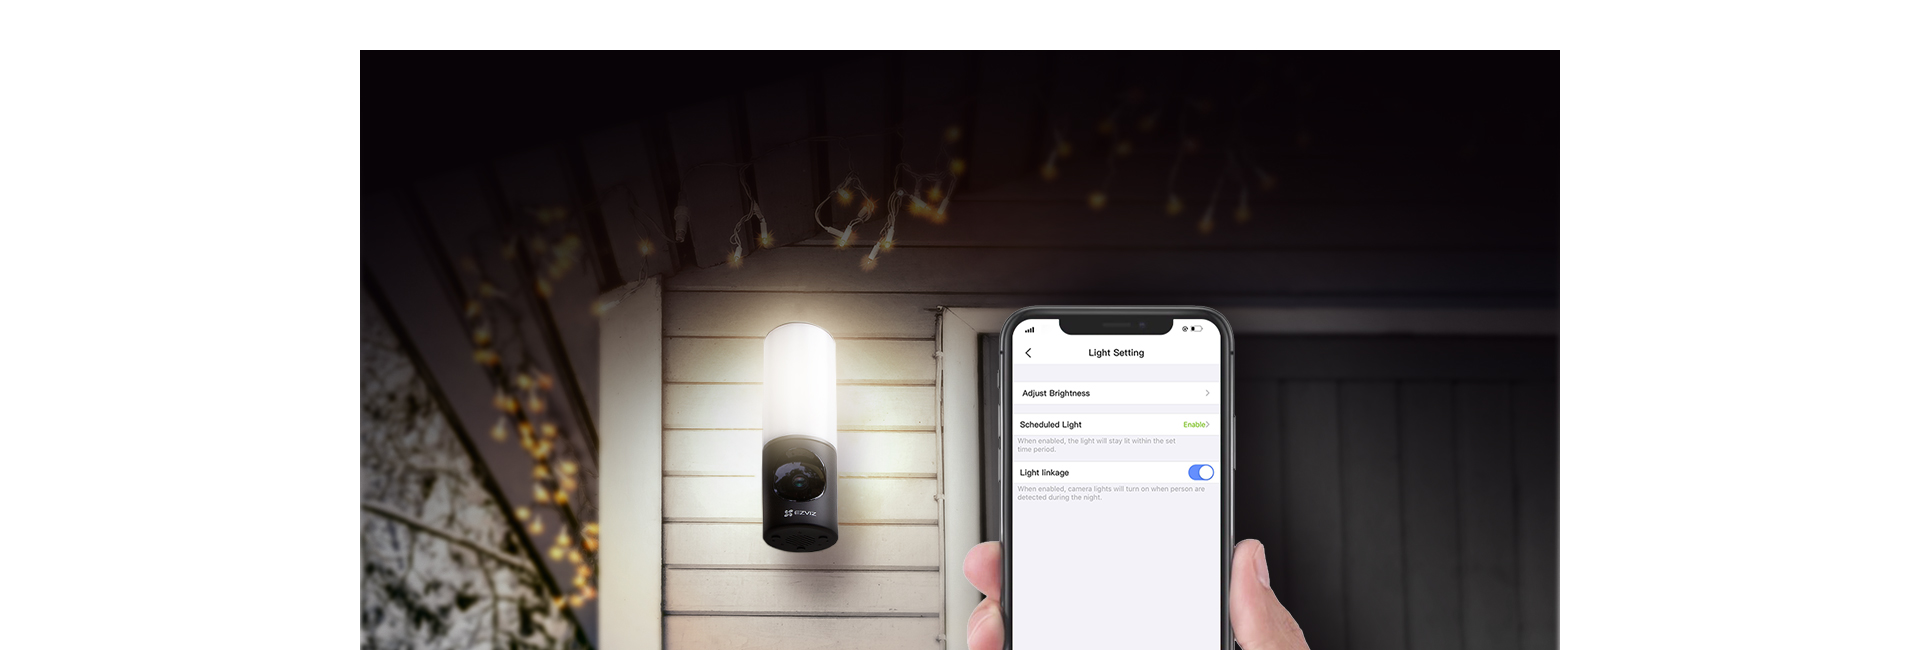 Light Setting
Adjust Brightness
Scheduled Light Enable
When enabled, the light will stay lit within the set
time period.
Light linkage
When enabled, camera lights will turn on when person are
detected during the night.
EZVIZ